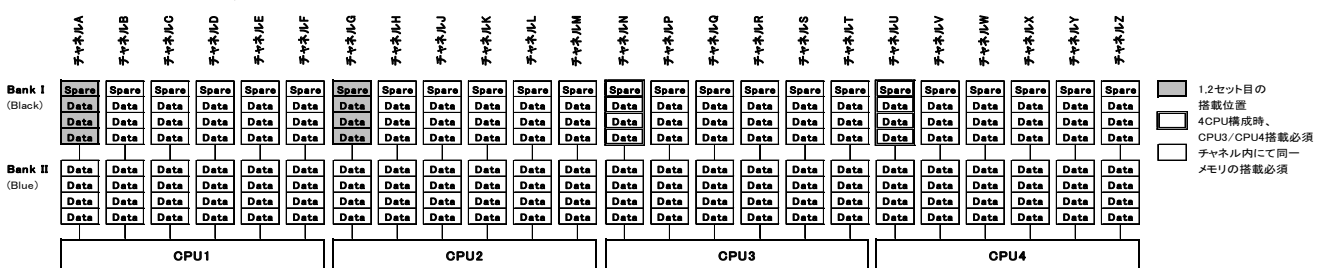 チャネルA チャネルB チャネルC チャネルD チャネルE チャネルF チャネルG チャネルH チャネルJ チャネルK チャネルL チャネルM チャネルN チャネルP チャネルQ チャネルR チャネルS チャネルT チャネルU チャネルV チャネルW チャネルX チャネルY チャネルZ
Bank I Spare Spare Spare Spare Spare Spare Spare Spare Spare Spare Spare Spare Spare Spare Spare Spare Spare Spare Spare Spare Spare Spare Spare Spare
(Black) Data Data Data Data Data Data Data Data Data Data Data Data Data Data Data Data Data Data Data Data Data Data Data Data
Data Data Data Data Data Data Data Data Data Data Data Data Data Data Data Data Data Data Data Data Data Data Data Data
Data Data Data Data Data Data Data Data Data Data Data Data Data Data Data Data Data Data Data Data Data Data Data Data
Bank II Data Data Data Data Data Data Data Data Data Data Data Data Data Data Data Data Data Data Data Data Data Data Data Data
(Blue) Data Data Data Data Data Data Data Data Data Data Data Data Data Data Data Data Data Data Data Data Data Data Data Data
Data Data Data Data Data Data Data Data Data Data Data Data Data Data Data Data Data Data Data Data Data Data Data Data
Data Data Data Data Data Data Data Data Data Data Data Data Data Data Data Data Data Data Data Data Data Data Data Data
CPU1 CPU2 CPU3 CPU4
1,2セット目の
搭載位置
4CPU構成時、
CPU3/CPU4搭載必須
チャネル内にて同一
メモリの搭載必須